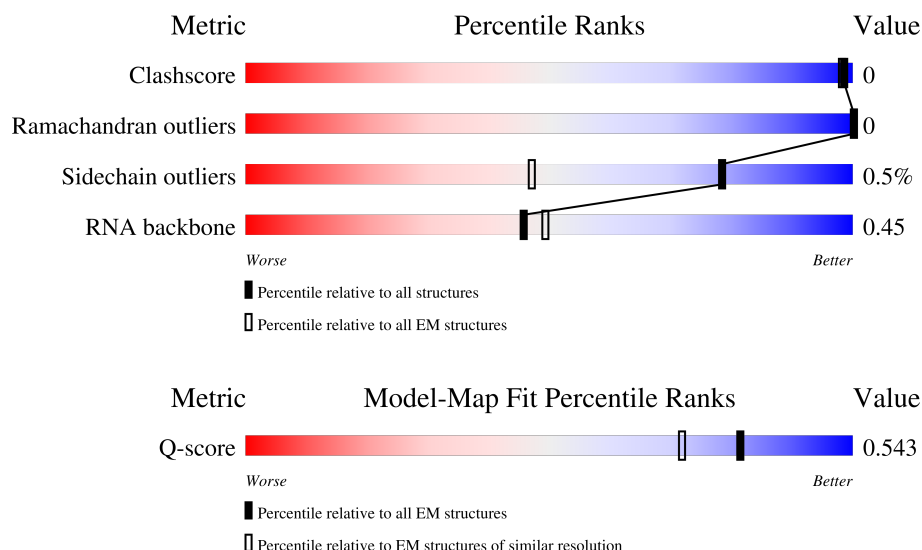 Metric Percentile Ranks Value
Clashscore 0
Ramachandran outliers 0
Sidechain outliers 0.5%
RNA backbone 0.45
Worse Better
Percentile relative to all structures
Percentile relative to all EM structures
Metric Model-Map Fit Percentile Ranks Value
Q-score 0.543
Worse Better
Percentile relative to all EM structures
Percentile relative to EM structures of similar resolution